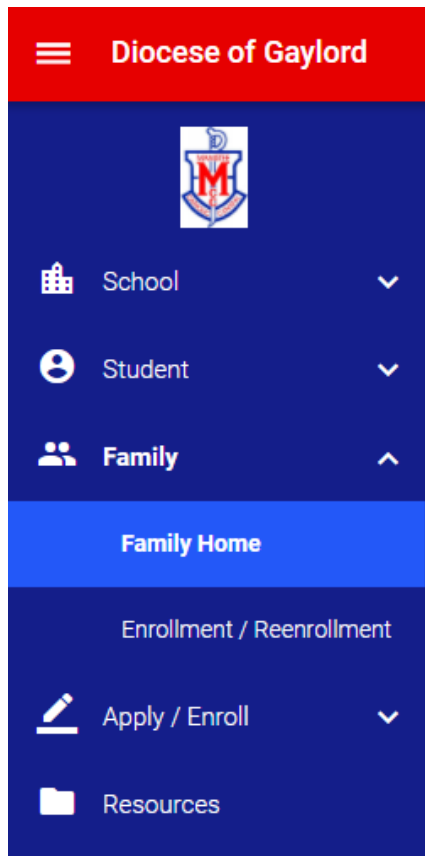 Diocese of Gaylord
M
School
Student
Family
Family Home
Enrollment / Reenrollment
Apply / Enroll
Resources